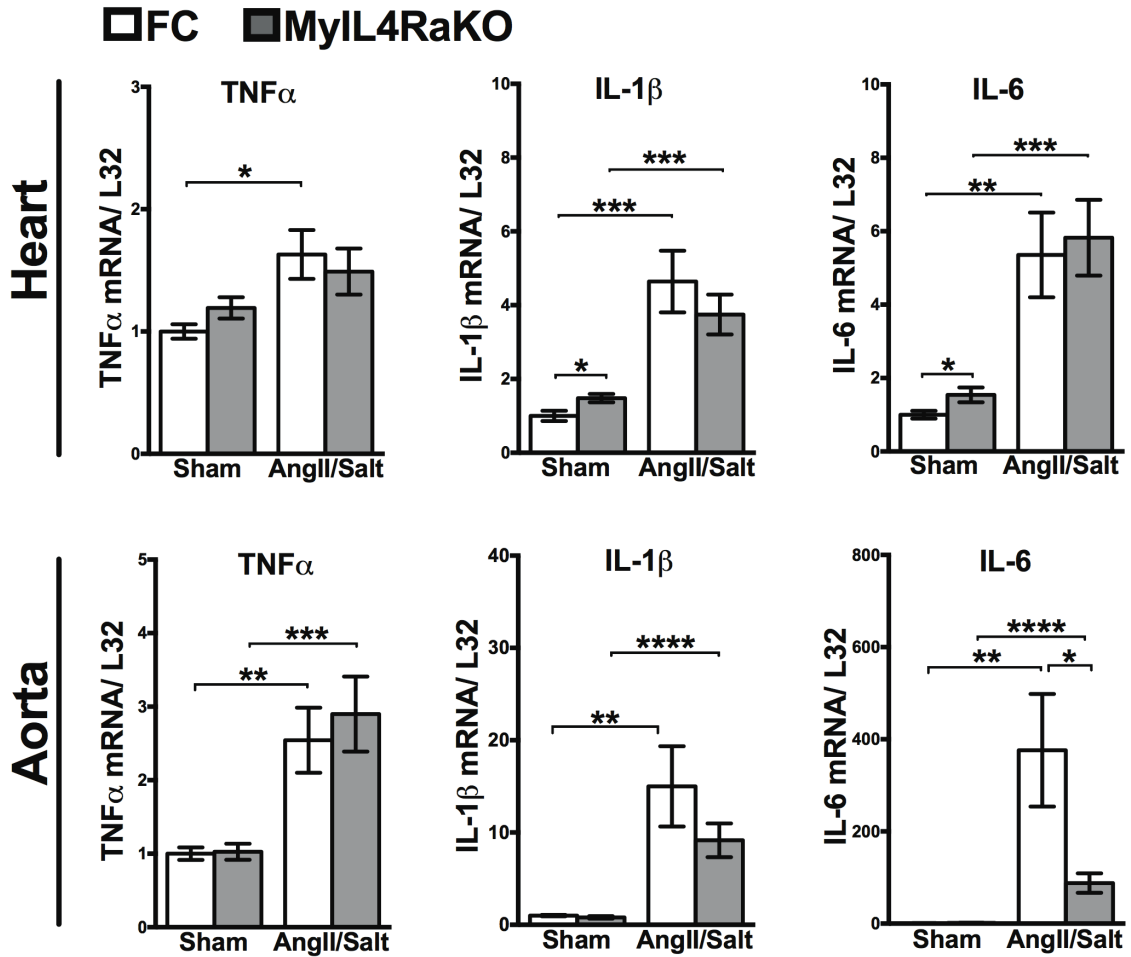 FC MyIL4RaKO
Heart
TNFα
TNFα mRNA/ L32
3
2
1
0
*
Sham AngII/Salt
IL-1β
IL-1β mRNA/ L32
10
8
6
4
2
0
***
***
*
Sham AngII/Salt
IL-6
IL-6 mRNA/ L32
10
8
6
4
2
0
***
**
*
Sham AngII/Salt
Aorta
TNFα
TNFα mRNA/ L32
5
4
3
2
1
0
***
**
Sham AngII/Salt
IL-1β
IL-1β mRNA/ L32
40
30
20
10
0
****
**
Sham AngII/Salt
IL-6
IL-6 mRNA/ L32
800
600
400
200
0
****
** *
Sham AngII/Salt